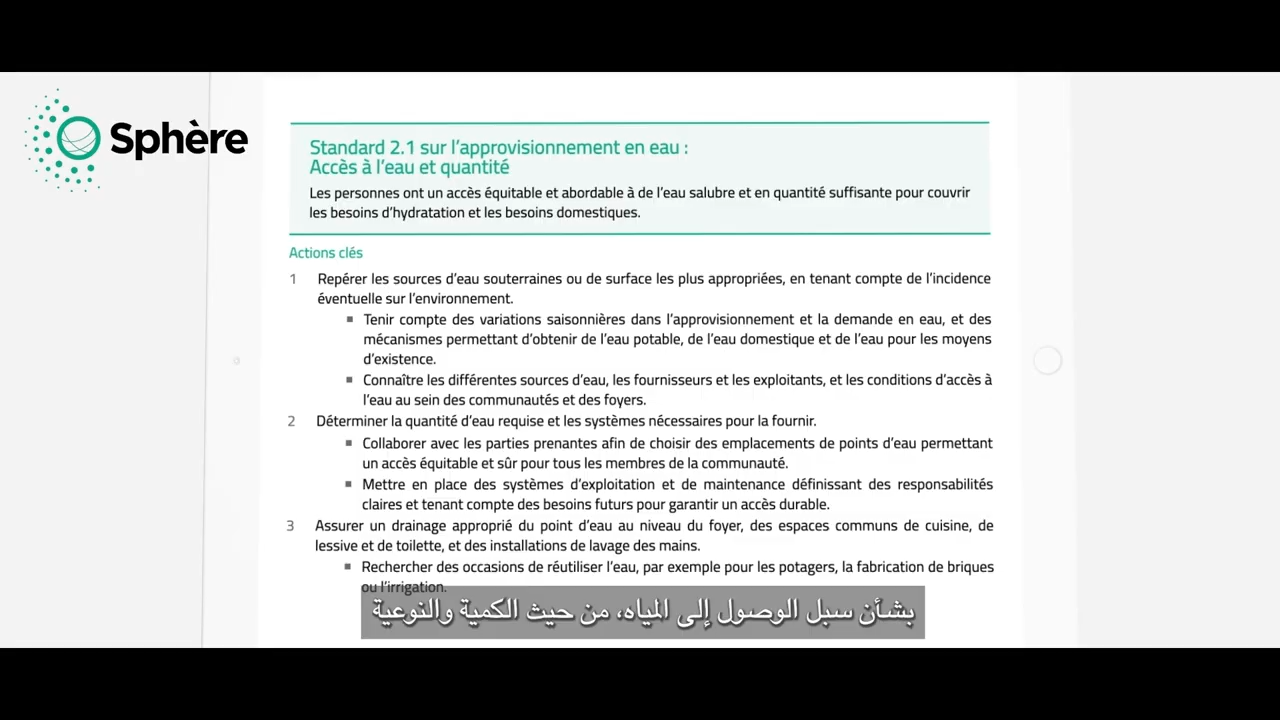 Sphère
Standard 2.1 sur l’approvisionnement en eau :
Accès à l’eau et quantité
Les personnes ont un accès équitable et abordable à de l’eau salubre et en quantité suffisante pour couvrir
les besoins d’hydratation et les besoins domestiques.
Actions clés
1 Repérer les sources d’eau souterraines ou de surface les plus appropriées, en tenant compte de l’incidence
éventuelle sur l’environnement.
■ Tenir compte des variations saisonnières dans l’approvisionnement et la demande en eau, et des
mécanismes permettant d’obtenir de l’eau potable, de l’eau domestique et de l’eau pour les moyens
d’existence.
■ Connaître les différentes sources d’eau, les fournisseurs et les exploitants, et les conditions d’accès à
l’eau au sein des communautés et des foyers.
2 Déterminer la quantité d’eau requise et les systèmes nécessaires pour la fournir.
■ Collaborer avec les parties prenantes afin de choisir des emplacements de points d’eau permettant
un accès équitable et sûr pour tous les membres de la communauté.
■ Mettre en place des systèmes d’exploitation et de maintenance définissant des responsabilités
claires et tenant compte des besoins futurs pour garantir un accès durable.
3 Assurer un drainage approprié du point d’eau au niveau du foyer, des espaces communs de cuisine, de
lessive et de toilette, et des installations de lavage des mains.
■ Rechercher des occasions de réutiliser l’eau, par exemple pour les potagers, la fabrication de briques
ou l’irrigation.
بشأن سبل الوصول إلى المياه، من حيث الكمية والنوعية